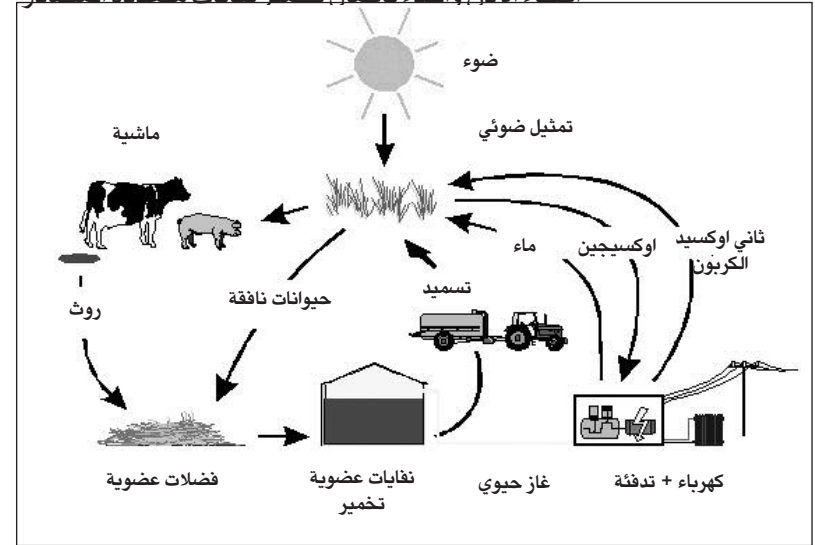 ضوء
تمثيل ضوئي
ماشية
ثاني اوكسيد
الكربون
اوكسيجين
ماء
تسميد
حيوانات نافقة
روث
فضلات عضوية
نفايات عضوية
تخمير
غاز حيوي
كهرباء + تدفئة